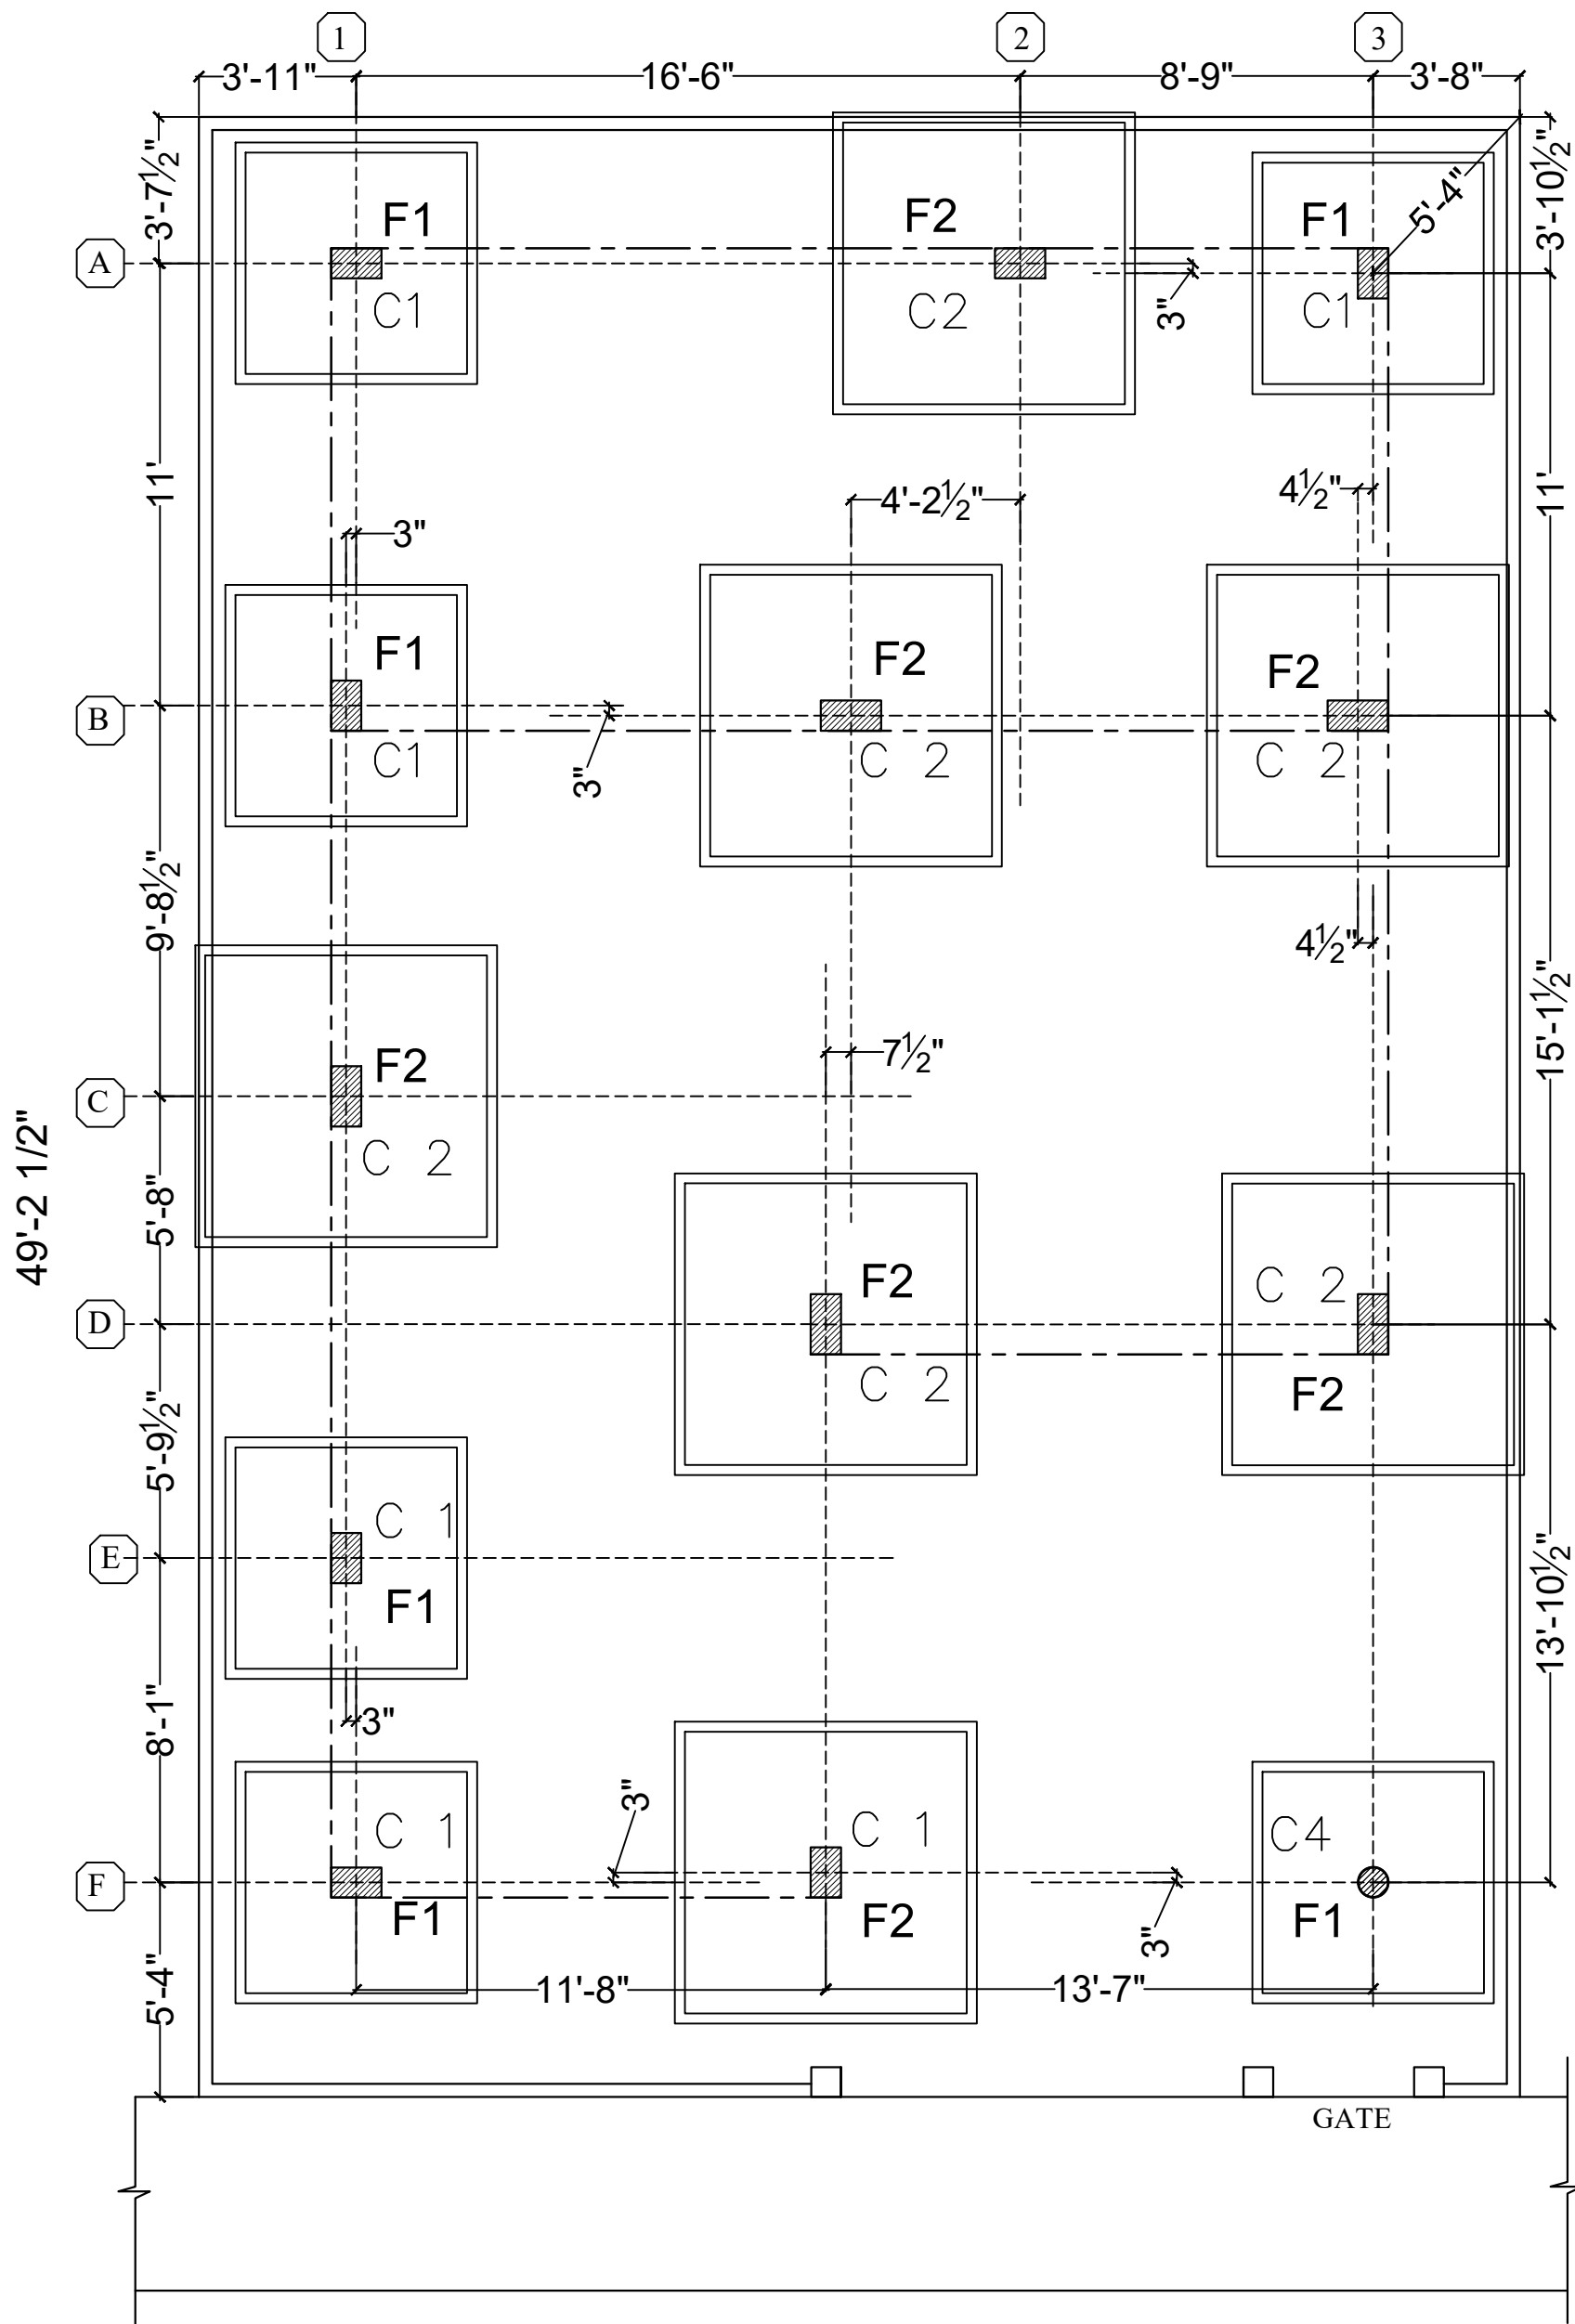 1
2
3
3'-11"
16'-6"
8'-9"
3'-8"
3'-7½"
3'-10½"
5'-4"
F1
F2
F1
A
C1
C2
C1
3"
11'
4'-2½"
4½"
11'
3"
F1
F2
F2
B
C1
C 2
C 2
3"
9'-8½"
4½"
7½"
15'-1½"
F2
C
C 2
49'-2 1/2"
5'-8"
F2
C 2
D
C 2
F2
5'-9½"
C 1
E
F1
13'-10½"
8'-1"
3"
3"
C 1
C 1
C4
F
F1
F2
F1
3"
5'-4"
11'-8"
13'-7"
GATE